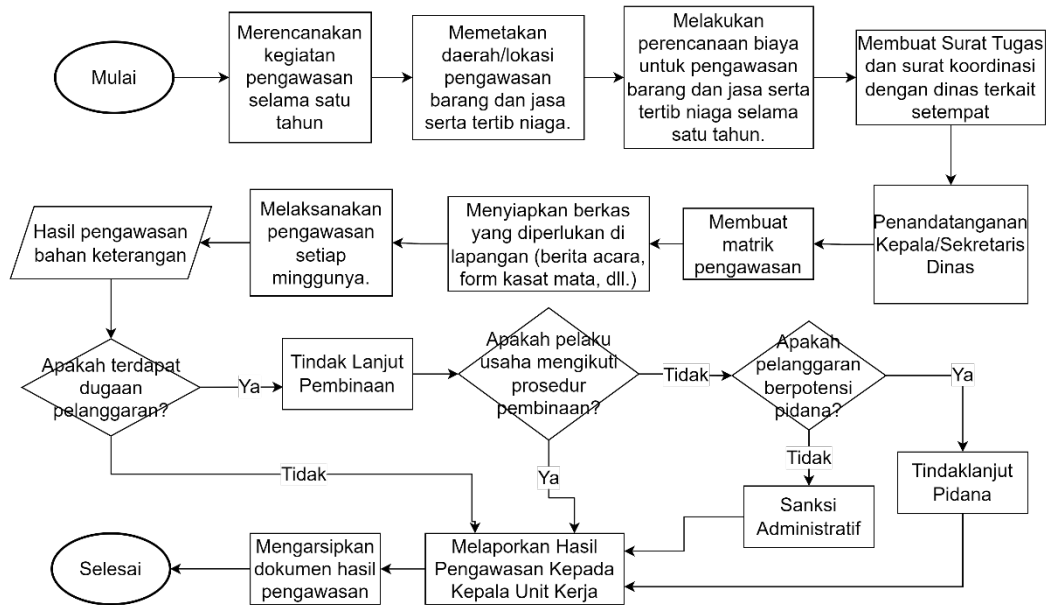 Mulai
Merencanakan
kegiatan
pengawasan
selama satu
tahun
Memetakan
daerah/lokasi
pengawasan
barang dan jasa
serta tertib niaga.
Melakukan
perencanaan biaya
untuk pengawasan
barang dan jasa serta
tertib niaga selama
satu tahun.
Membuat Surat Tugas
dan surat koordinasi
dengan dinas terkait
setempat
Penandatanganan
Kepala/Sekretaris
Dinas
Membuat matrik
pengawasan
Menyiapkan berkas
yang diperlukan di
lapangan (berita acara,
form kasat mata, dll.)
Melaksanakan
pengawasan
setiap
minggunya.
Hasil pengawasan
bahan keterangan
Apakah terdapat
dugaan
pelanggaran?
Ya
Tindak Lanjut
Pembinaan
Apakah pelaku
usaha mengikuti
prosedur
pembinaan?
Tidak
Apakah
pelanggaran
berpotensi
pidana?
Ya
Tidak
Ya
Tidak
Tindaklanjut
Pidana
Sanksi
Administratif
Melaporkan Hasil
Pengawasan Kepada
Kepala Unit Kerja
Mengarsipkan
dokumen hasil
pengawasan
Selesai